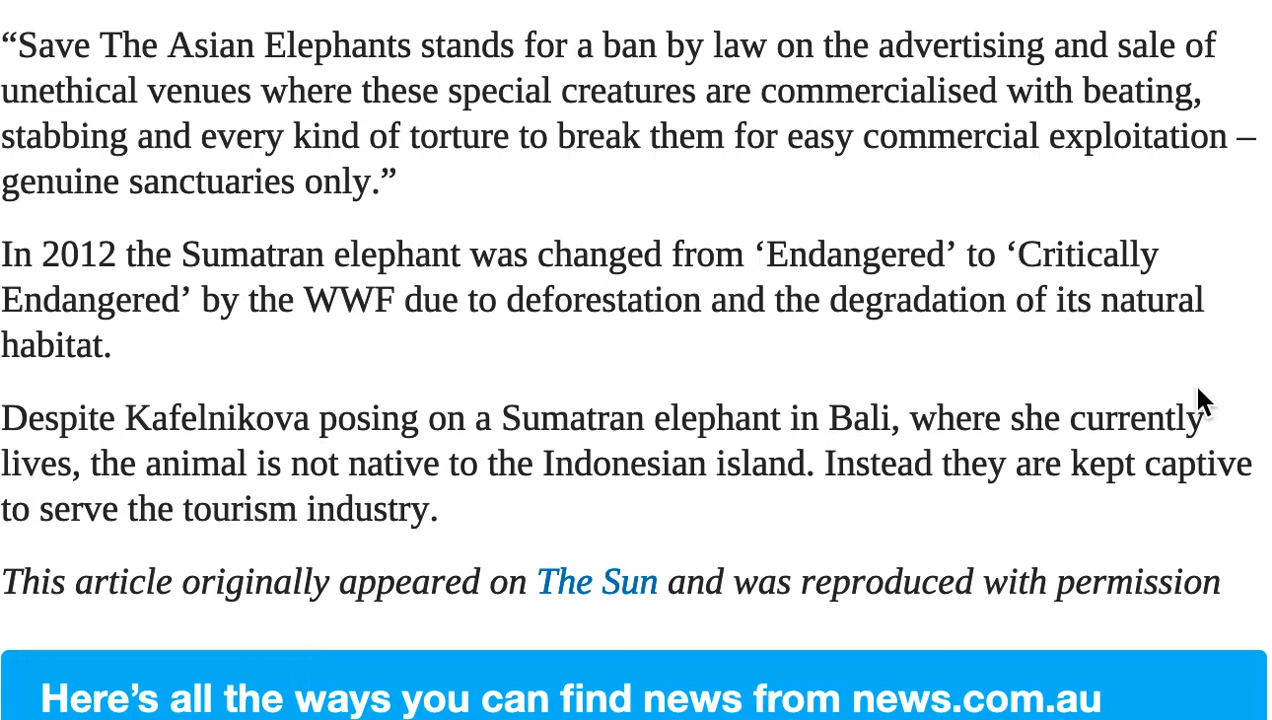 “Save The Asian Elephants stands for a ban by law on the advertising and sale of
unethical venues where these special creatures are commercialised with beating,
stabbing and every kind of torture to break them for easy commercial exploitation –
genuine sanctuaries only.”
In 2012 the Sumatran elephant was changed from ‘Endangered’ to ‘Critically
Endangered’ by the WWF due to deforestation and the degradation of its natural
habitat.
Despite Kafelnikova posing on a Sumatran elephant in Bali, where she currently
lives, the animal is not native to the Indonesian island. Instead they are kept captive
to serve the tourism industry.
This article originally appeared on The Sun and was reproduced with permission
Here’s all the ways you can find news from news.com.au